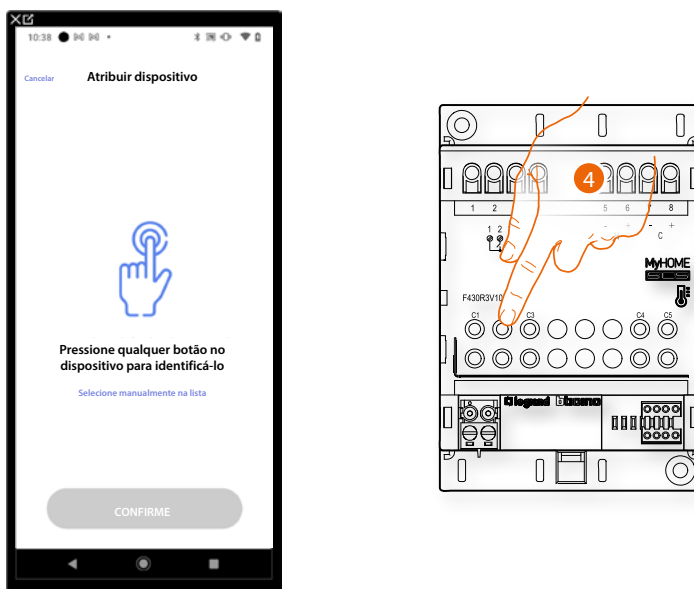 10:38
Cancelar
Atribuir dispositivo
Pressione qualquer botão no
dispositivo para identificá-lo
Selecione manualmente na lista
CONFIRME
4
1 2 5 6 7 8
1 2 - + - +
C
MyHOME
SCS
F430R3V10
C1 C3 C4 C5
legrand bticino